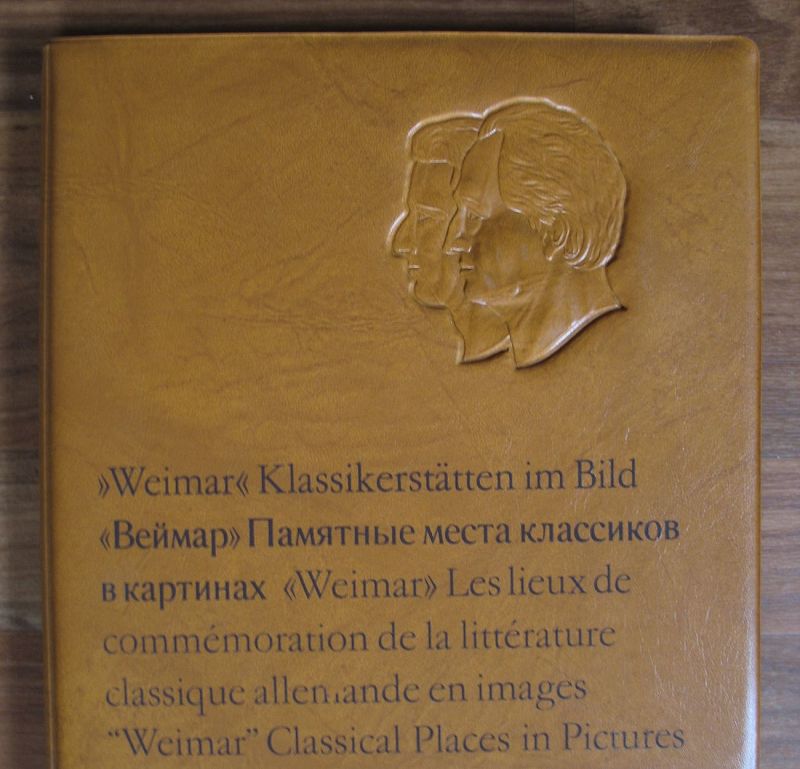 »Weimar« Klassikerstätten im Bild
«Веймар» Памятные места классиков
в картинах «Weimar» Les lieux de
commémoration de la littérature
classique allemande en images
“Weimar” Classical Places in Pictures